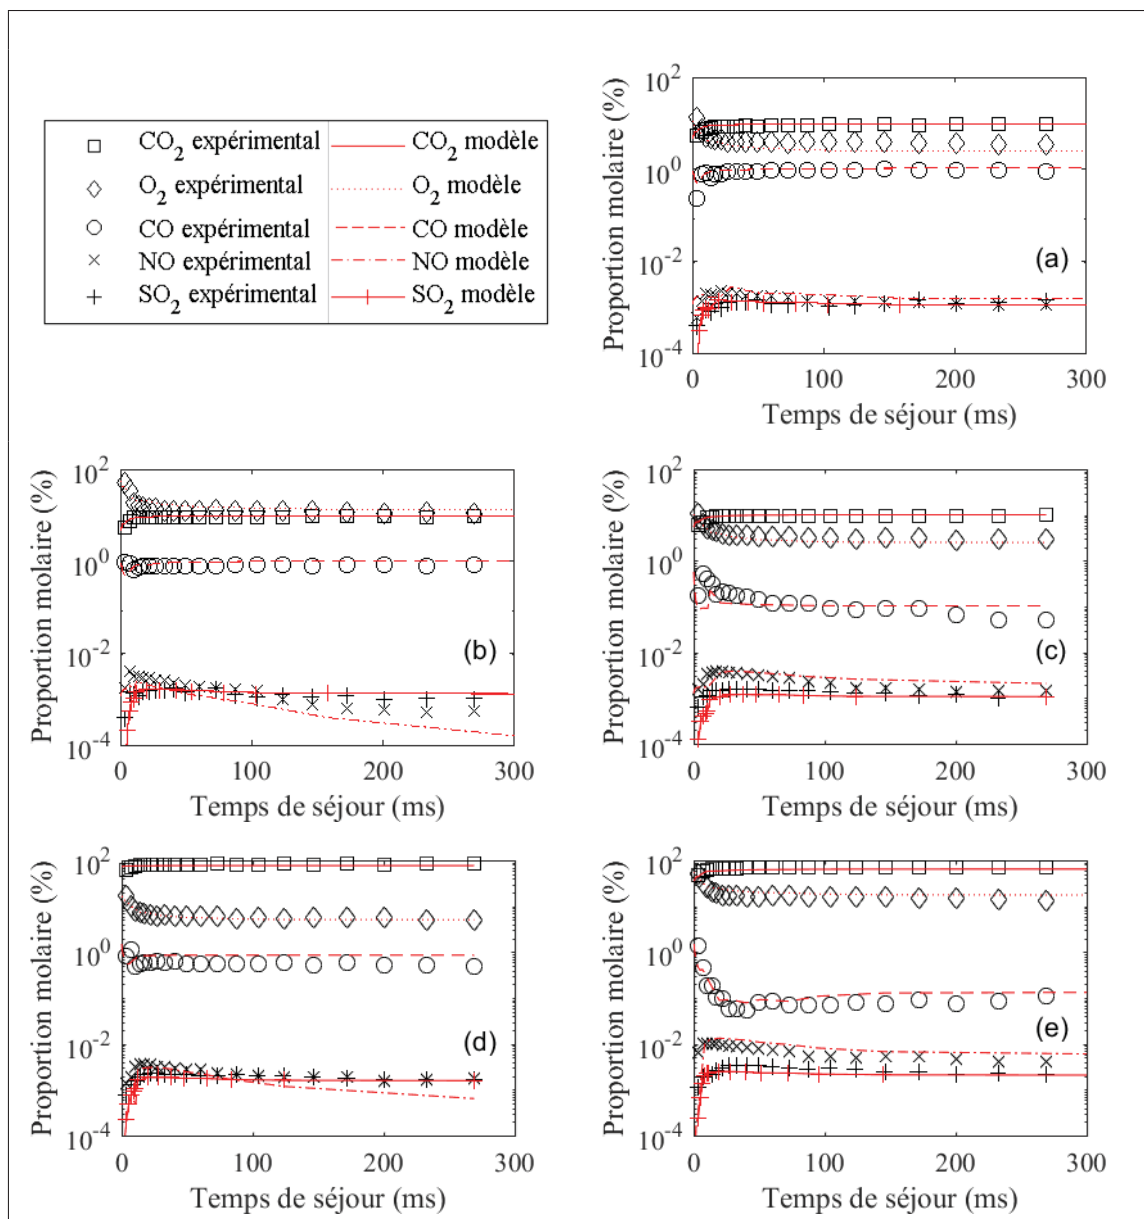 CO2 expérimental CO2 modèle
O2 expérimental O2 modèle
CO expérimental CO modèle
NO expérimental NO modèle
SO2 expérimental SO2 modèle
Proportion molaire (%)
10^2
10^0
10^-2
10^-4
(a)
0 100 200 300
Temps de séjour (ms)
Proportion molaire (%)
10^2
10^0
10^-2
10^-4
(b)
0 100 200 300
Temps de séjour (ms)
Proportion molaire (%)
10^2
10^0
10^-2
10^-4
(c)
0 100 200 300
Temps de séjour (ms)
Proportion molaire (%)
10^2
10^0
10^-2
10^-4
(d)
0 100 200 300
Temps de séjour (ms)
Proportion molaire (%)
10^2
10^0
10^-2
10^-4
(e)
0 100 200 300
Temps de séjour (ms)